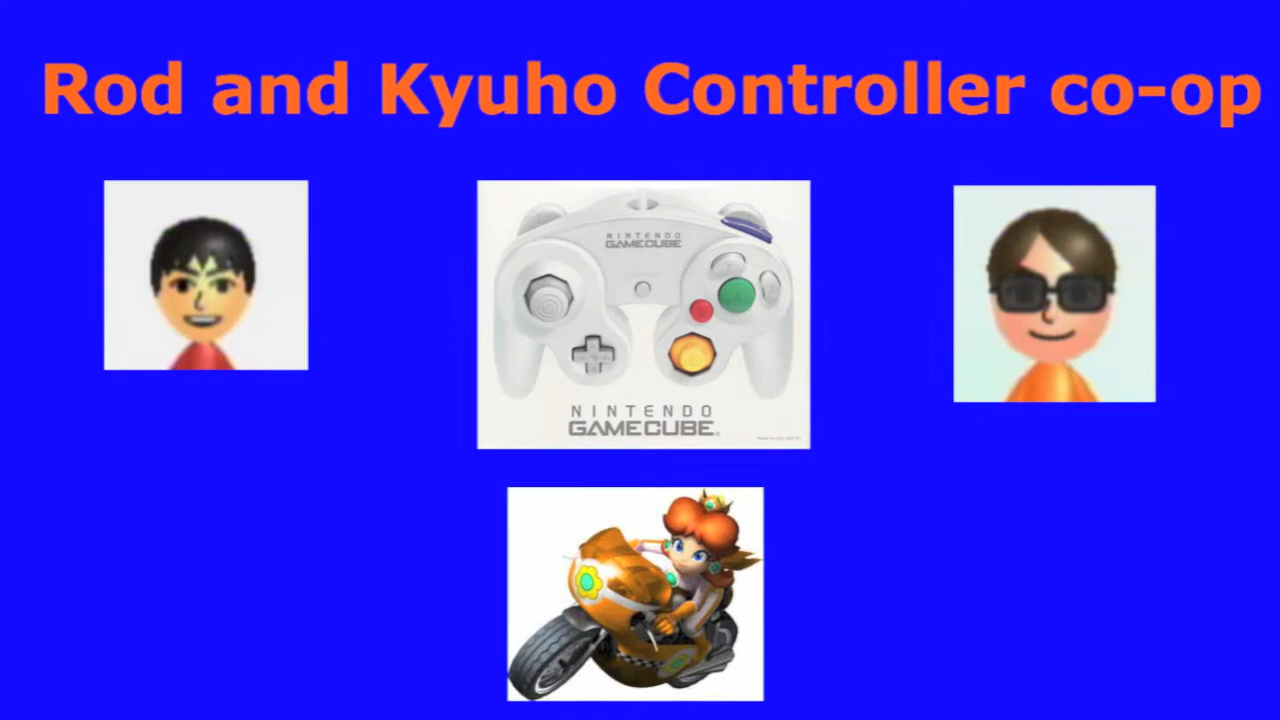 Rod and Kyuho Controller co-op
NINTENDO
GAMECUBE
NINTENDO
GAMECUBE